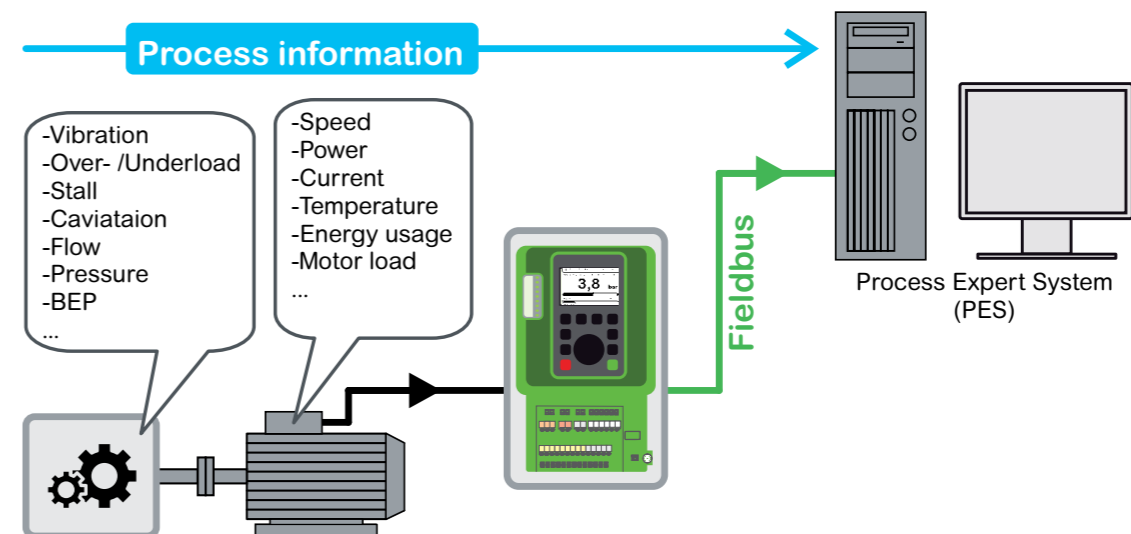 Process information
-Vibration
-Over- /Underload
-Stall
-Caviataion
-Flow
-Pressure
-BEP
...
-Speed
-Power
-Current
-Temperature
-Energy usage
-Motor load
...
3,8 bar
Fieldbus
Process Expert System
(PES)